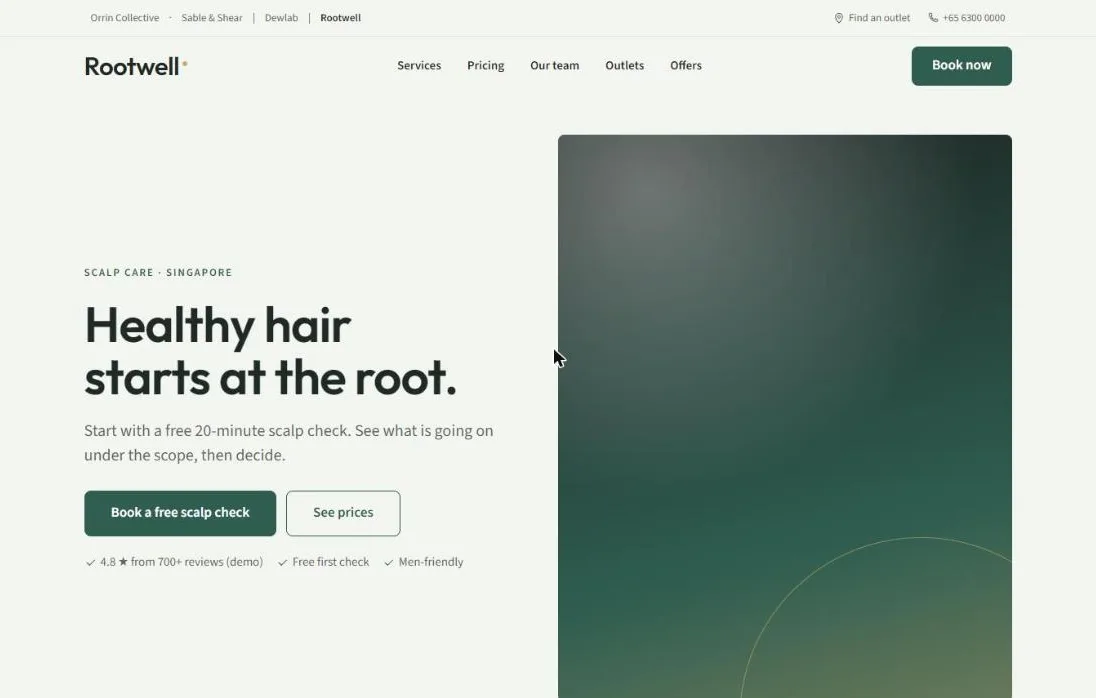 Orrin Collective · Sable & Shear | Dewlab | Rootwell
Find an outlet +65 6300 0000
Rootwell
Services Pricing Our team Outlets Offers
Book now
SCALP CARE · SINGAPORE
Healthy hair
starts at the root.
Start with a free 20-minute scalp check. See what is going on
under the scope, then decide.
Book a free scalp check See prices
✓ 4.8 ★ from 700+ reviews (demo) ✓ Free first check ✓ Men-friendly